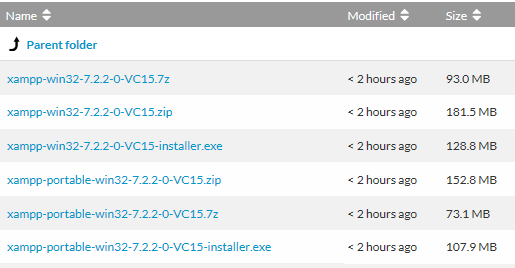 Name Modified Size
Parent folder
xampp-win32-7.2.2-0-VC15.7z < 2 hours ago 93.0 MB
xampp-win32-7.2.2-0-VC15.zip < 2 hours ago 181.5 MB
xampp-win32-7.2.2-0-VC15-installer.exe < 2 hours ago 128.8 MB
xampp-portable-win32-7.2.2-0-VC15.zip < 2 hours ago 152.8 MB
xampp-portable-win32-7.2.2-0-VC15.7z < 2 hours ago 73.1 MB
xampp-portable-win32-7.2.2-0-VC15-installer.exe < 2 hours ago 107.9 MB